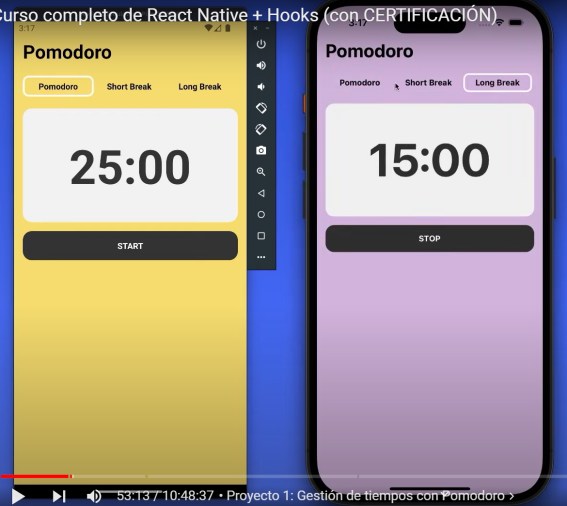 Curso completo de React Native + Hooks (con CERTIFICACIÓN)
3:17
Pomodoro
Pomodoro Short Break Long Break
25:00
START
3:17
Pomodoro
Pomodoro Short Break Long Break
15:00
STOP
53:13 / 10:48:37 • Proyecto 1: Gestión de tiempos con Pomodoro >